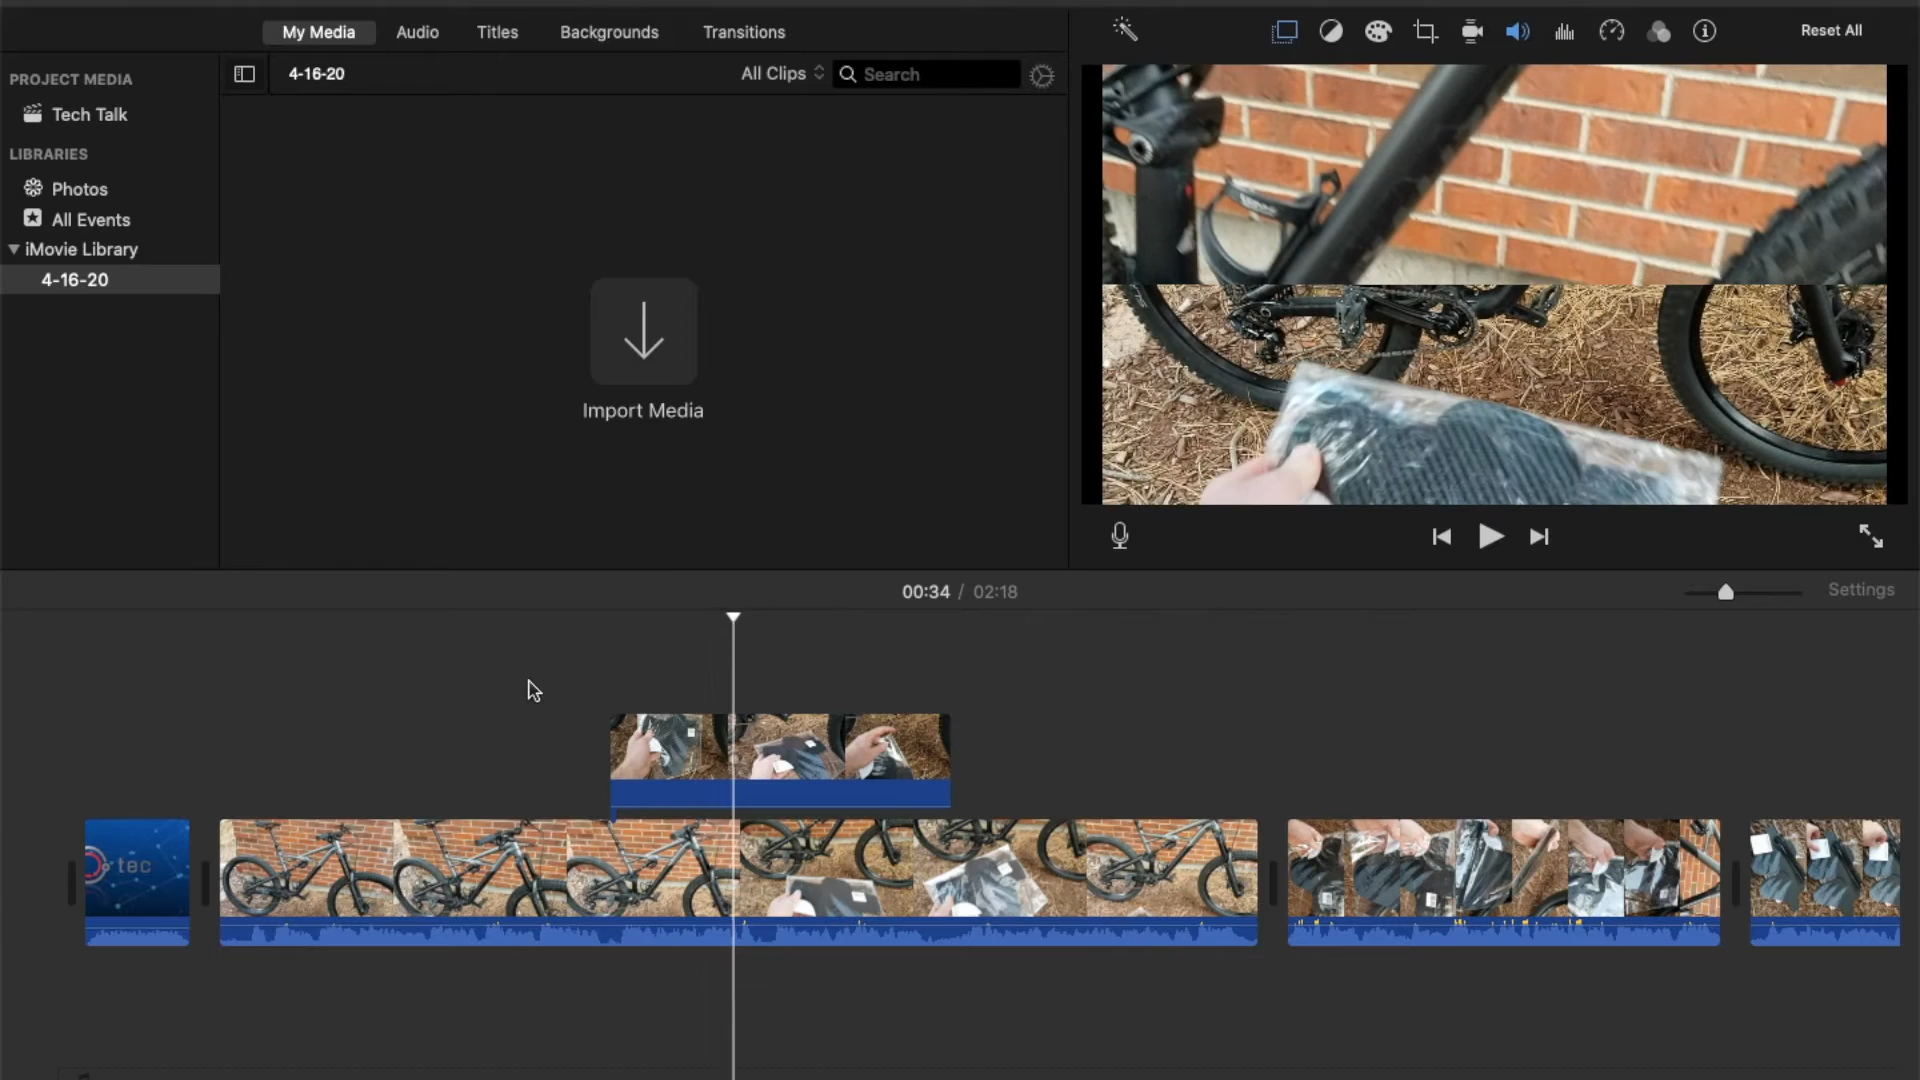 My Media
Audio
Titles
Backgrounds
Transitions
Reset All
PROJECT MEDIA
Tech Talk
LIBRARIES
Photos
All Events
iMovie Library
4-16-20
4-16-20
All Clips
Search
Import Media
00:34 / 02:18
Settings
tec